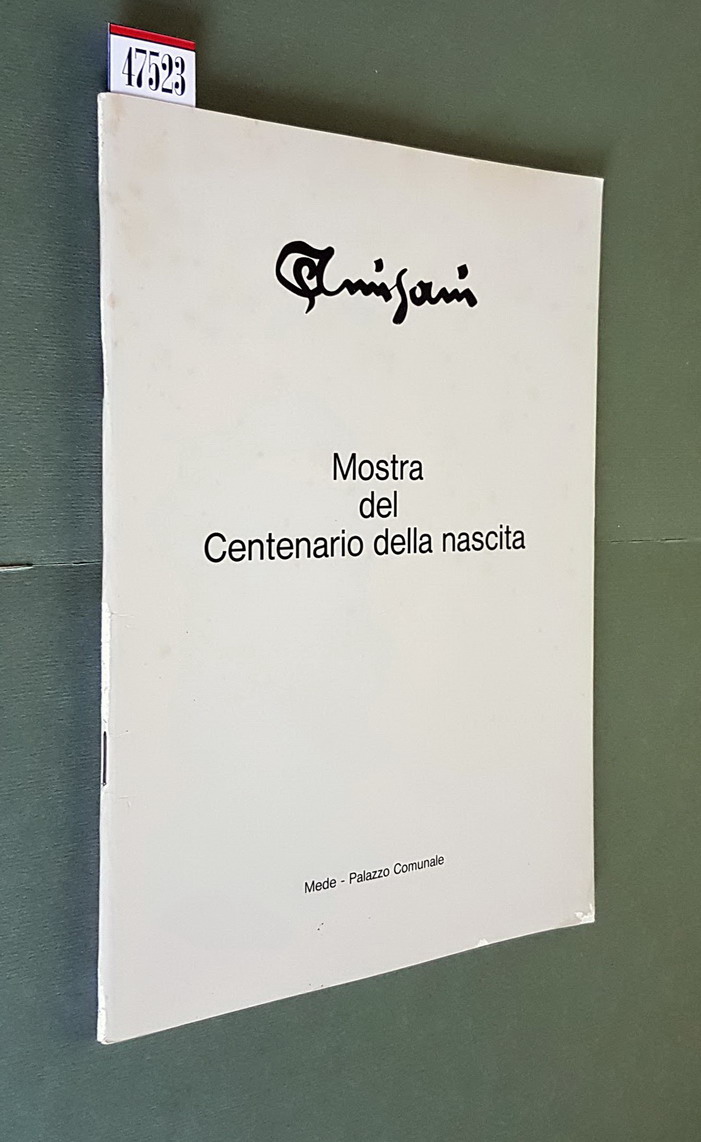 47523
Amisani
Mostra
del
Centenario della nascita
Mede - Palazzo Comunale